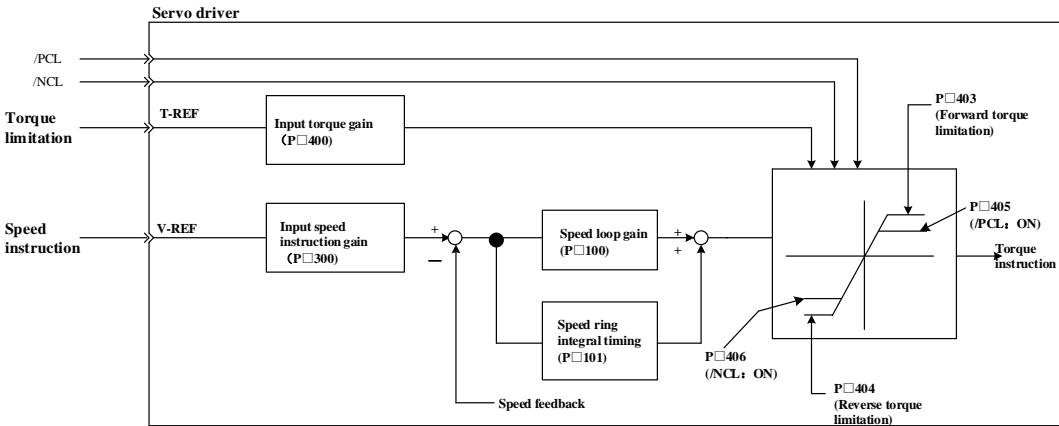 Servo driver
/PCL
/NCL
Torque
limitation
T-REF
Input torque gain
（P□400）
P□403
(Forward torque
limitation)
P□405
(/PCL：ON)
Speed
instruction
V-REF
Input speed
instruction gain
（P□300）
+
−
Speed loop gain
(P□100)
+
+
Torque
instruction
Speed ring
integral timing
(P□101)
P□406
(/NCL：ON)
P□404
(Reverse torque
limitation)
Speed feedback